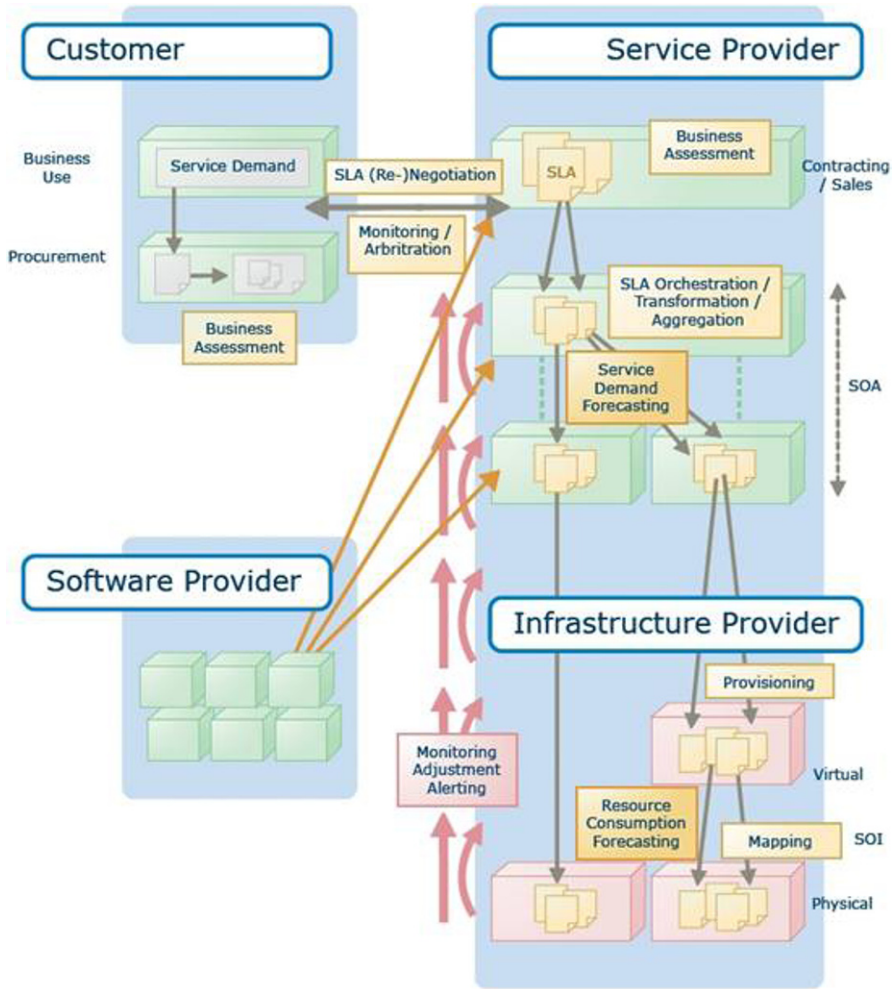 Customer
Service Provider
Business
Use
Service Demand
SLA (Re-)Negotiation
SLA
Business
Assessment
Contracting
/ Sales
Monitoring /
Arbritration
Procurement
Business
Assessment
SLA Orchestration /
Transformation /
Aggregation
Service
Demand
Forecasting
SOA
Software Provider
Infrastructure Provider
Provisioning
Monitoring
Adjustment
Alerting
Virtual
Resource
Consumption
Forecasting
Mapping
SOI
Physical